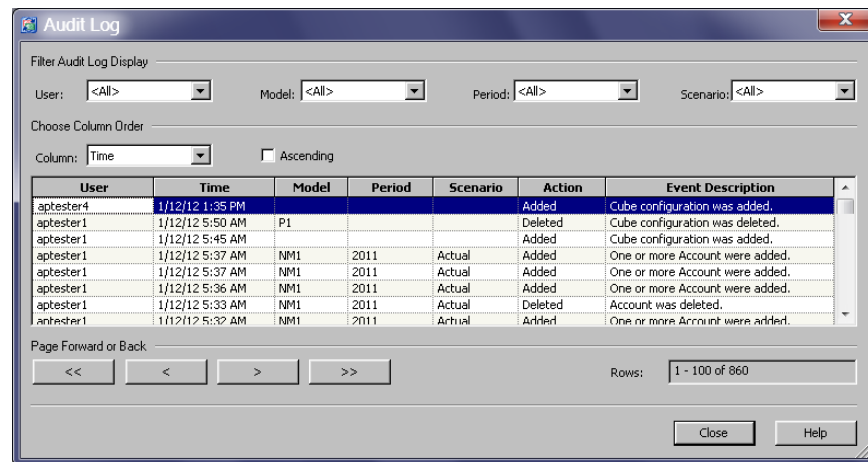 Audit Log
Filter Audit Log Display
User: <All> Model: <All> Period: <All> Scenario: <All>
Choose Column Order
Column: Time Ascending
User Time Model Period Scenario Action Event Description
aptester4 1/12/12 1:35 PM Added Cube configuration was added.
aptester1 1/12/12 5:50 AM P1 Deleted Cube configuration was deleted.
aptester1 1/12/12 5:45 AM Added Cube configuration was added.
aptester1 1/12/12 5:37 AM NM1 2011 Actual Added One or more Account were added.
aptester1 1/12/12 5:37 AM NM1 2011 Actual Added One or more Account were added.
aptester1 1/12/12 5:36 AM NM1 2011 Actual Added One or more Account were added.
aptester1 1/12/12 5:33 AM NM1 2011 Actual Deleted Account was deleted.
aptester1 1/12/12 5:32 AM NM1 2011 Actual Added One or more Account were added.
Page Forward or Back
<< < > >> Rows: 1 - 100 of 860
Close Help